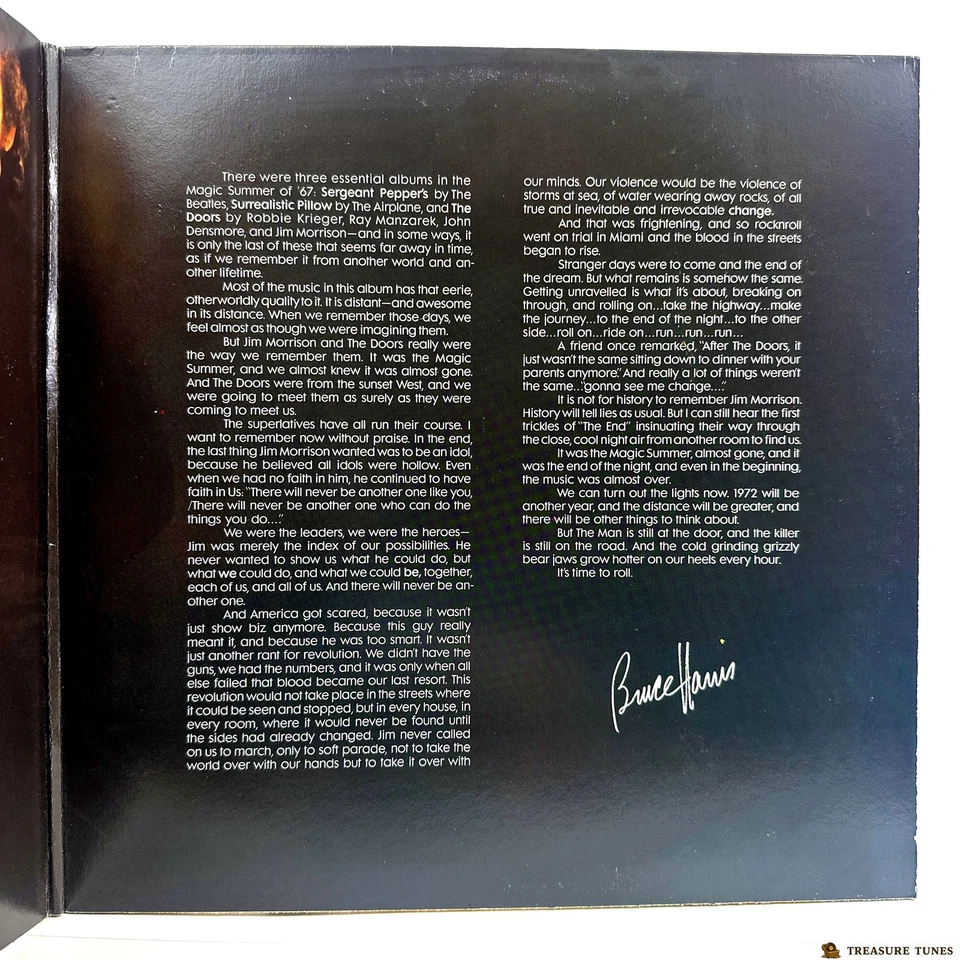 There were three essential albums in the
Magic Summer of '67: Sergeant Pepper's by The
Beatles, Surrealistic Pillow by The Airplane, and The
Doors by Robbie Krieger, Ray Manzarek, John
Densmore, and Jim Morrison—and in some ways, it
is only the last of these that seems far away in time,
as if we remember it from another world and an-
other lifetime.
Most of the music in this album has that eerie,
otherworldly quality to it. It is distant—and awesome
in its distance. When we remember those days, we
feel almost as though we were imagining them.
But Jim Morrison and The Doors really were
the way we remember them. It was the Magic
Summer, and we almost knew it was almost gone.
And The Doors were from the sunset West, and we
were going to meet them as surely as they were
coming to meet us.
The superlatives have all run their course. I
want to remember now without praise. In the end,
the last thing Jim Morrison wanted was to be an idol,
because he believed all idols were hollow. Even
when we had no faith in him, he continued to have
faith in Us: "There will never be another one like you,
/There will never be another one who can do the
things you do...."
We were the leaders, we were the heroes—
Jim was merely the index of our possibilities. He
never wanted to show us what he could do, but
what we could do, and what we could be, together,
each of us, and all of us. And there will never be an-
other one.
And America got scared, because it wasn't
just show biz anymore. Because this guy really
meant it, and because he was too smart. It wasn't
just another rant for revolution. We didn't have the
guns, we had the numbers, and it was only when all
else failed that blood became our last resort. This
revolution would not take place in the streets where
it could be seen and stopped, but in every house, in
every room, where it would never be found until
the sides had already changed. Jim never called
on us to march, only to soft parade, not to take the
world over with our hands but to take it over with
our minds. Our violence would be the violence of
storms at sea, of water wearing away rocks, of all
true and inevitable and irrevocable change.
And that was frightening, and so rocknroll
went on trial in Miami and the blood in the streets
began to rise.
Stranger days were to come and the end of
the dream. But what remains is somehow the same.
Getting unravelled is what it's about, breaking on
through, and rolling on...take the highway...make
the journey...to the end of the night...to the other
side...roll on...ride on...run...run...run...
A friend once remarked, "After The Doors, it
just wasn't the same sitting down to dinner with your
parents anymore." And really a lot of things weren't
the same..."gonna see me change...."
It is not for history to remember Jim Morrison.
History will tell lies as usual. But I can still hear the first
trickles of "The End" insinuating their way through
the close, cool night air from another room to find us.
It was the Magic Summer, almost gone, and it
was the end of the night, and even in the beginning,
the music was almost over.
We can turn out the lights now. 1972 will be
another year, and the distance will be greater, and
there will be other things to think about.
But The Man is still at the door, and the killer
is still on the road. And the cold grinding grizzly
bear jaws grow hotter on our heels every hour.
It's time to roll.
Bruce Harris
TREASURE TUNES